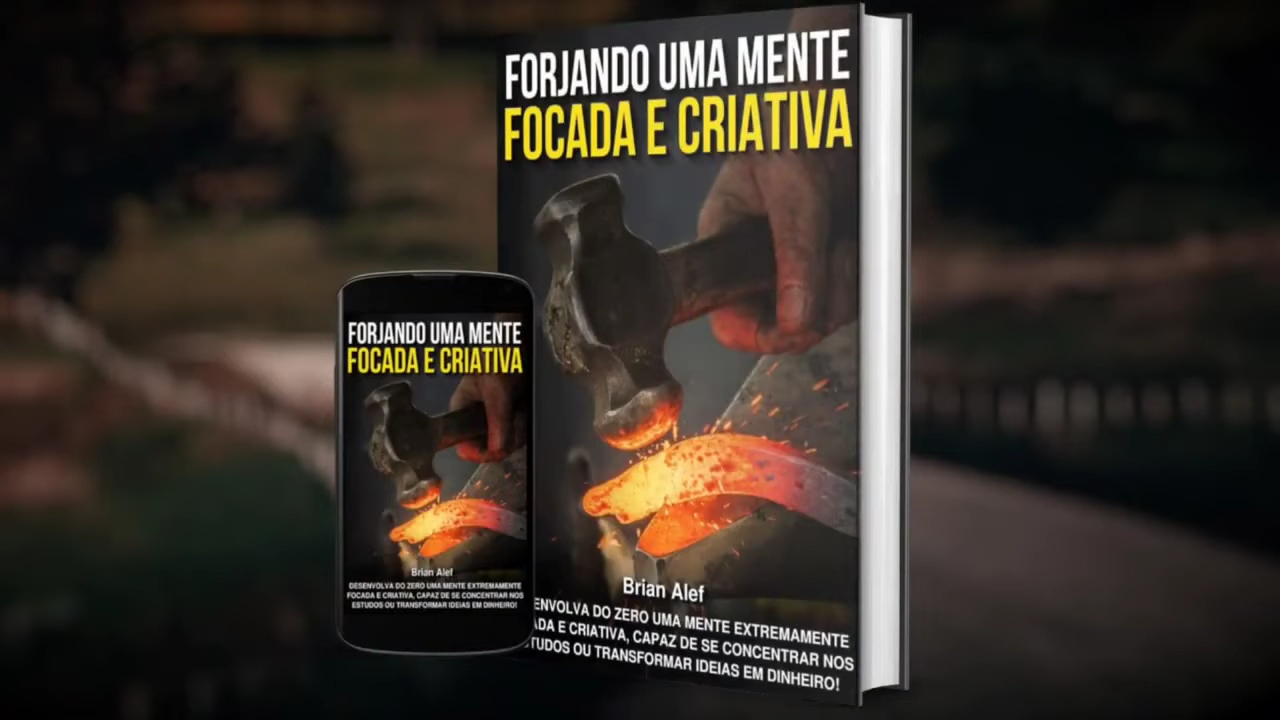 FORJANDO UMA MENTE
FOCADA E CRIATIVA
Brian Alef
DESENVOLVA DO ZERO UMA MENTE EXTREMAMENTE
FOCADA E CRIATIVA, CAPAZ DE SE CONCENTRAR NOS
ESTUDOS OU TRANSFORMAR IDEIAS EM DINHEIRO!
FORJANDO UMA MENTE
FOCADA E CRIATIVA
Brian Alef
ENVOLVA DO ZERO UMA MENTE EXTREMAMENTE
ADA E CRIATIVA, CAPAZ DE SE CONCENTRAR NOS
TUDOS OU TRANSFORMAR IDEIAS EM DINHEIRO!